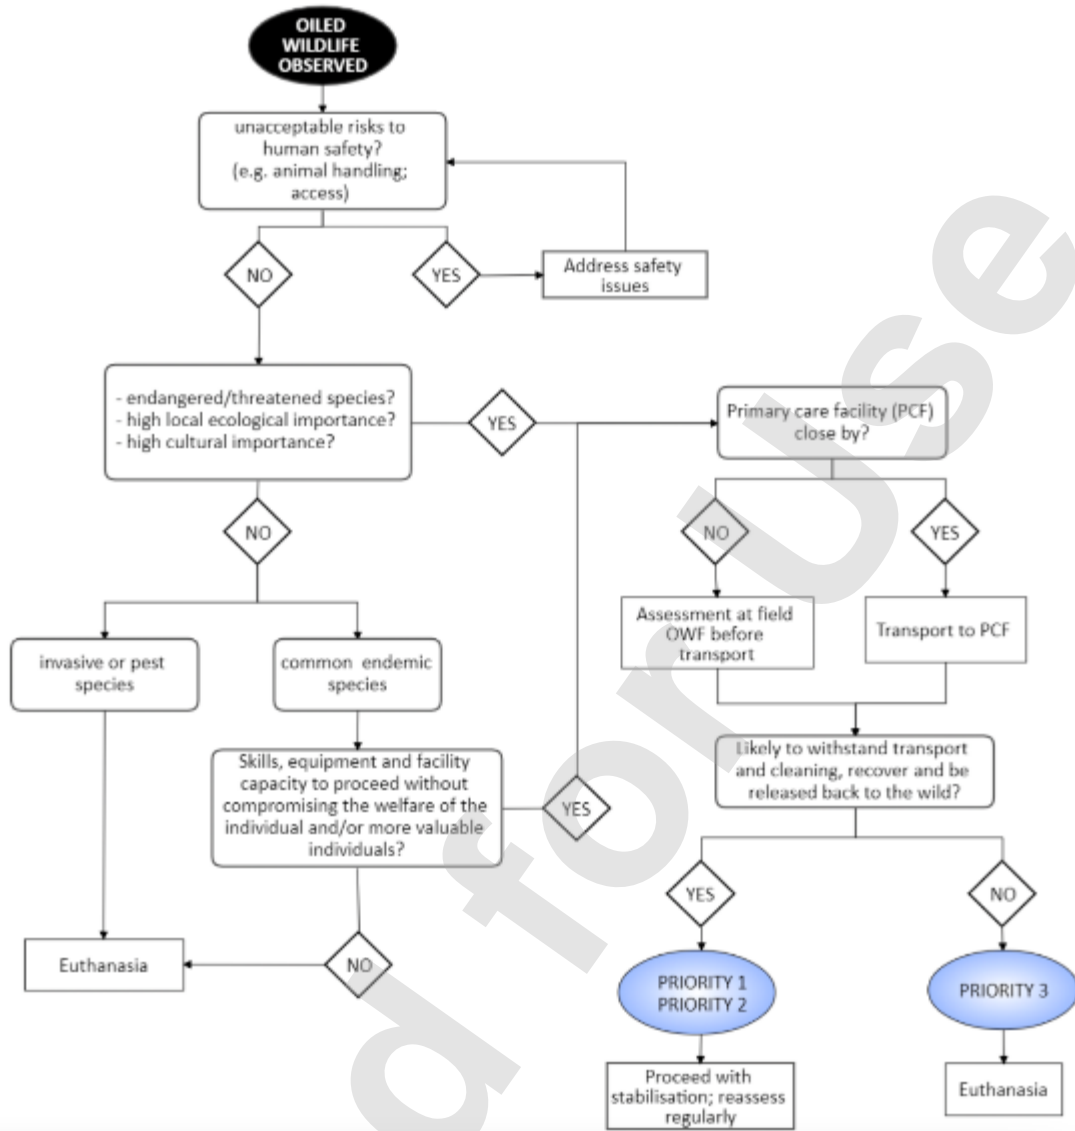 OILED
WILDLIFE
OBSERVED
unacceptable risks to
human safety?
(e.g. animal handling;
access)
NO
YES
Address safety
issues
- endangered/threatened species?
- high local ecological importance?
- high cultural importance?
YES
Primary care facility (PCF)
close by?
NO
NO
YES
Assessment at field
OWF before
transport
Transport to PCF
invasive or pest
species
common endemic
species
Skills, equipment and facility
capacity to proceed without
compromising the welfare of the
individual and/or more valuable
individuals?
YES
Likely to withstand transport
and cleaning, recover and be
released back to the wild?
YES
NO
Euthanasia
NO
PRIORITY 1
PRIORITY 2
PRIORITY 3
Proceed with
stabilisation; reassess
regularly
Euthanasia
d for Use